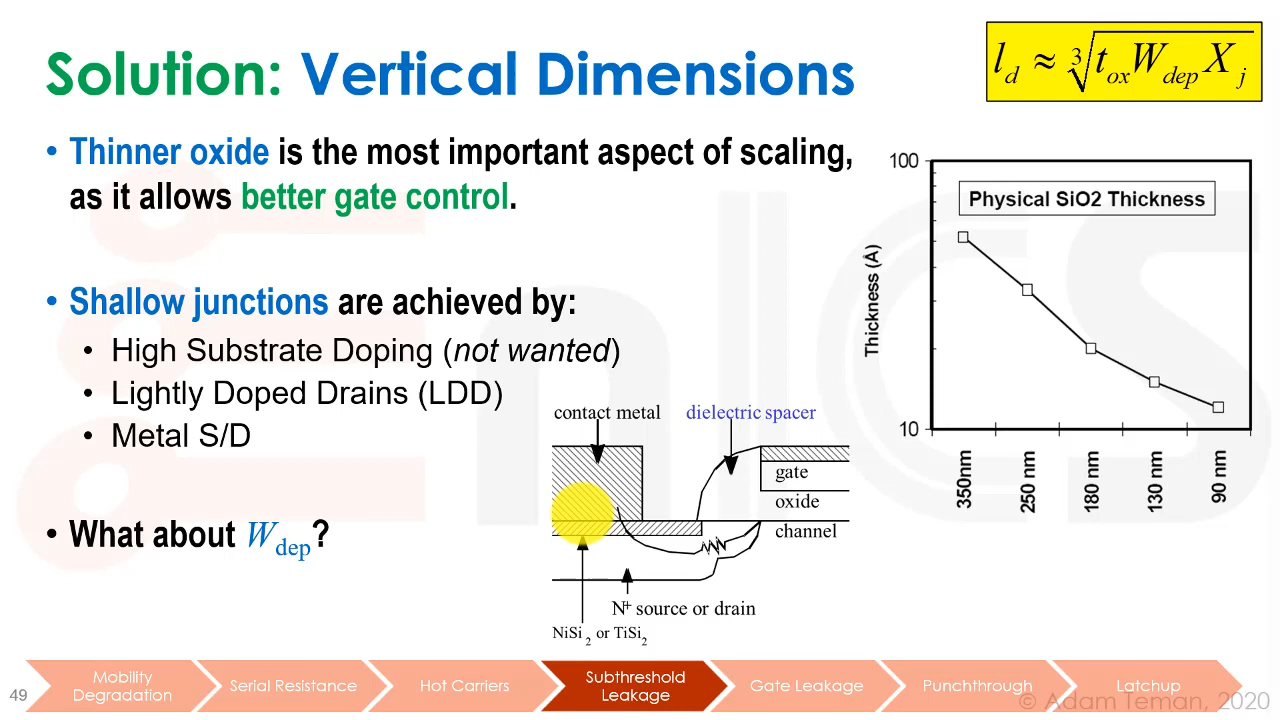 Solution: Vertical Dimensions
l_d ≈ ∛(t_ox W_dep X_j)
• Thinner oxide is the most important aspect of scaling,
as it allows better gate control.
• Shallow junctions are achieved by:
• High Substrate Doping (not wanted)
• Lightly Doped Drains (LDD)
• Metal S/D
• What about W_dep?
contact metal
dielectric spacer
gate
oxide
channel
N+ source or drain
NiSi2 or TiSi2
100
Physical SiO2 Thickness
Thickness (Å)
10
350nm
250 nm
180 nm
130 nm
90 nm
EnICS
49
Mobility
Degradation
Serial Resistance
Hot Carriers
Subthreshold
Leakage
Gate Leakage
Punchthrough
Latchup
© Adam Teman, 2020